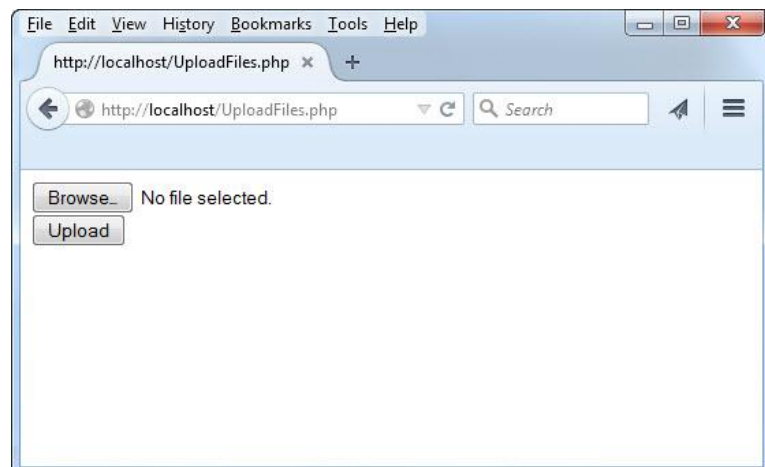 File Edit View History Bookmarks Tools Help
http://localhost/UploadFiles.php
http://localhost/UploadFiles.php Search
Browse_ No file selected.
Upload